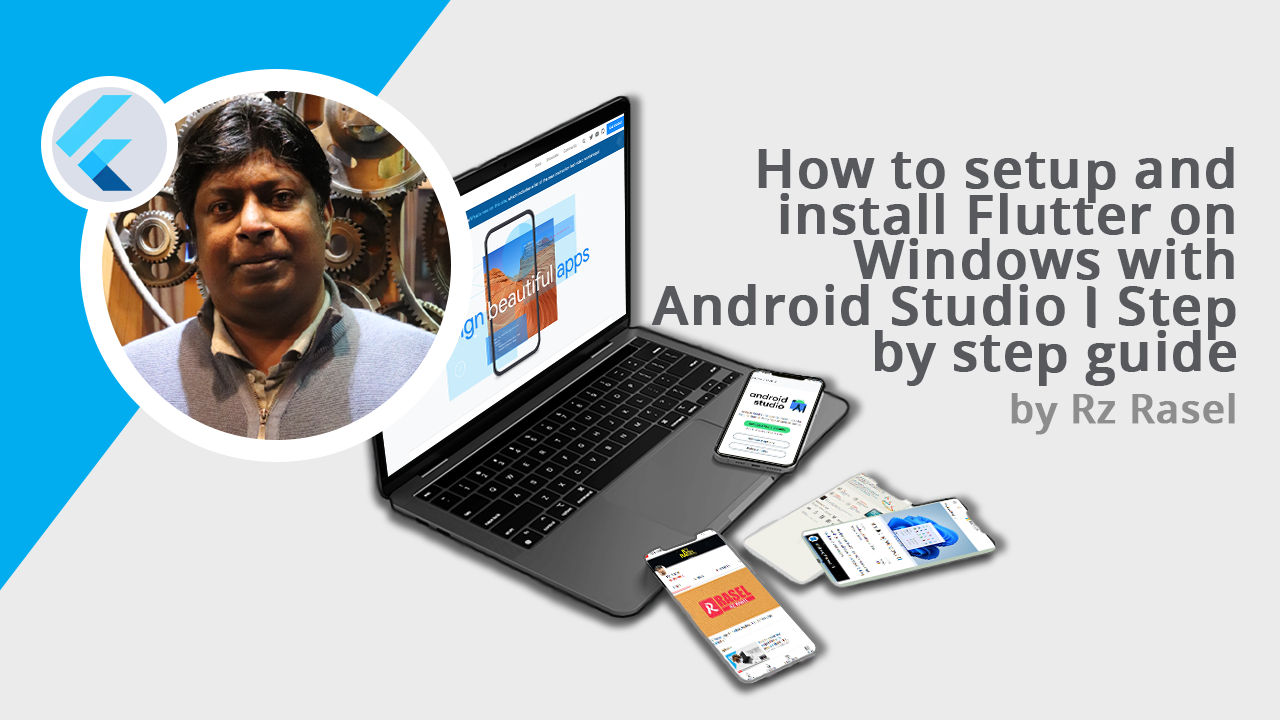 How to setup and
install Flutter on
Windows with
Android Studio | Step
by step guide
by Rz Rasel
beautiful apps
android
studio
RASEL